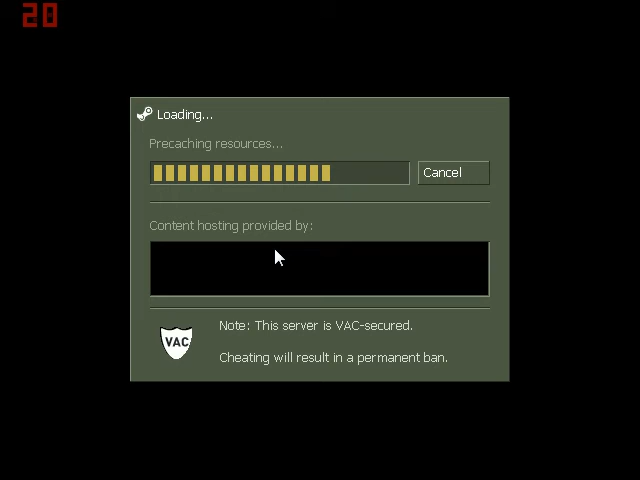 20
Loading...
Precaching resources...
Cancel
Content hosting provided by:
Note: This server is VAC-secured.
VAC
Cheating will result in a permanent ban.